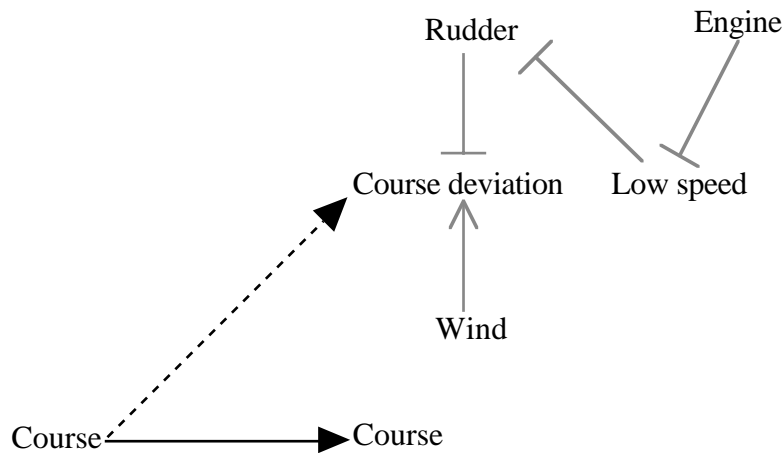 Rudder
Engine
Course deviation
Low speed
Wind
Course
Course